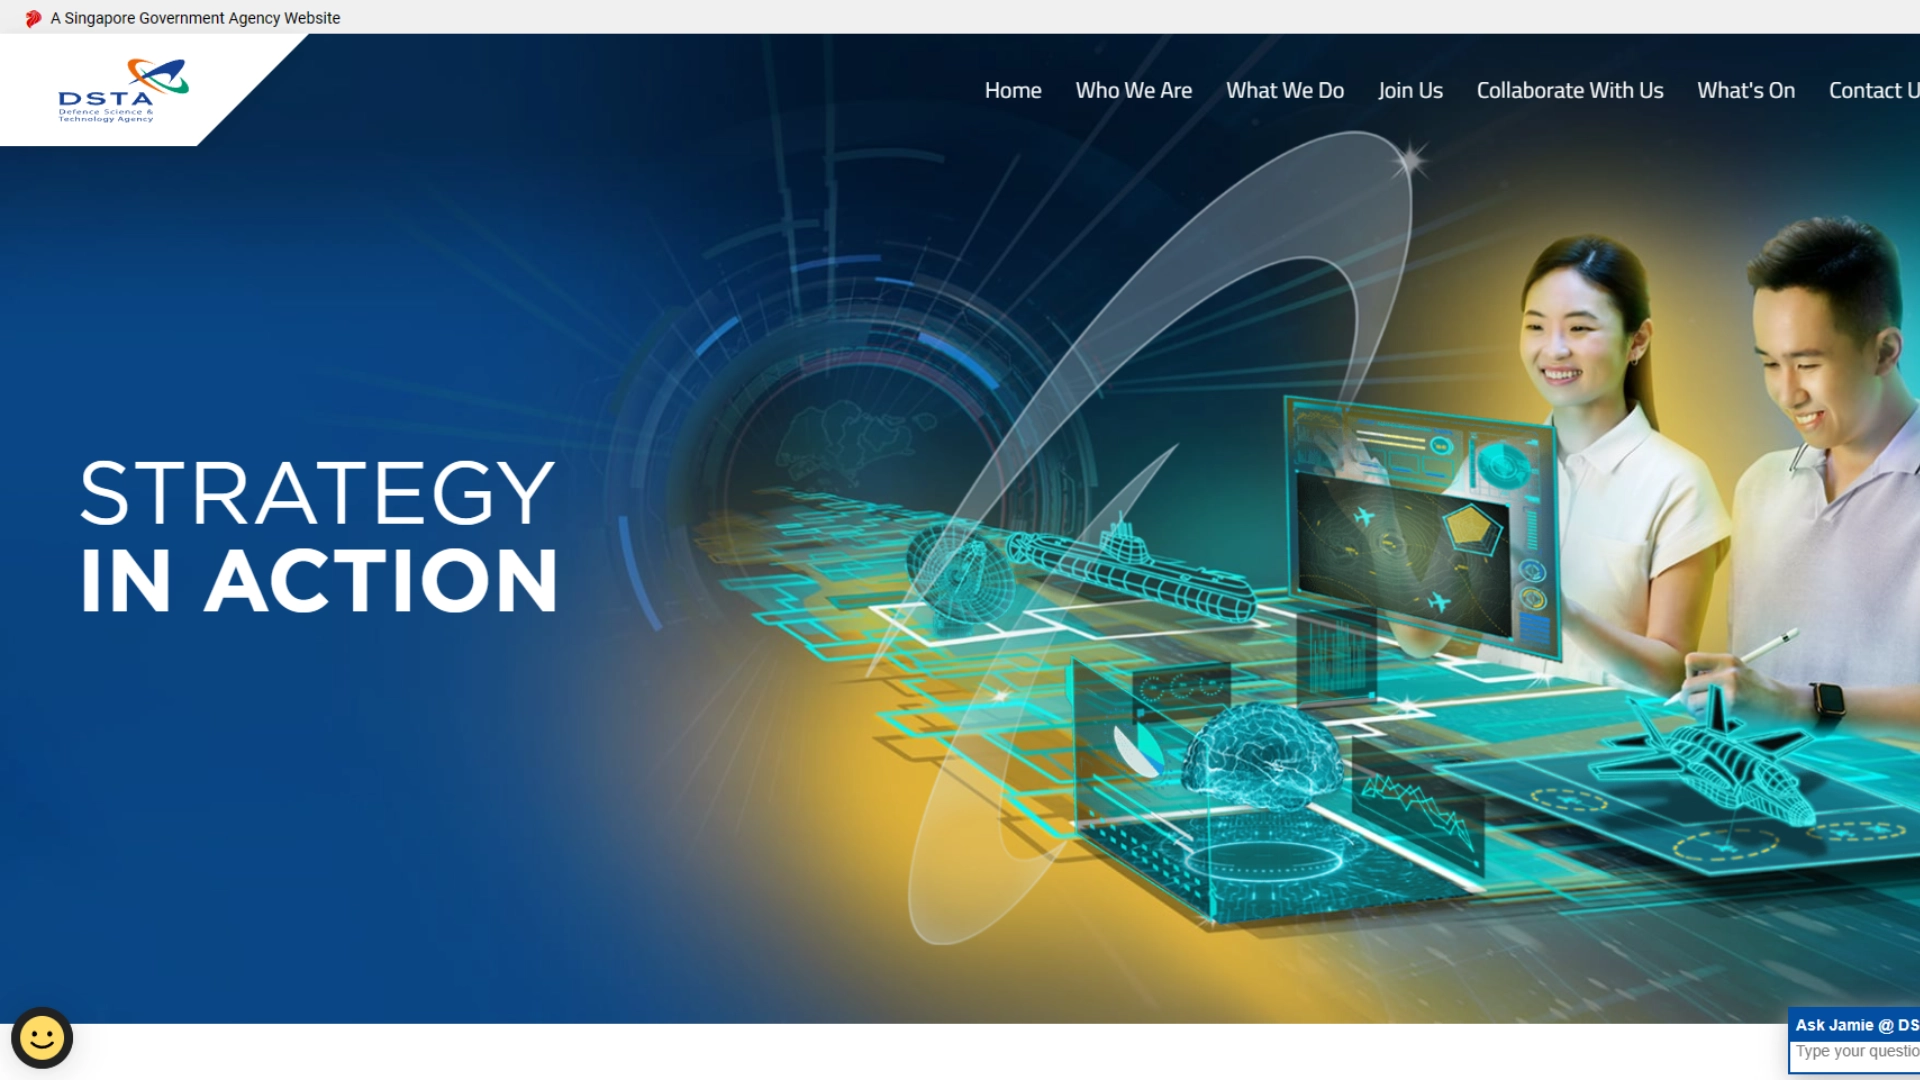 A Singapore Government Agency Website
DSTA
Defence Science &
Technology Agency
Home Who We Are What We Do Join Us Collaborate With Us What's On Contact U
STRATEGY
IN ACTION
Ask Jamie @ DS
Type your questio